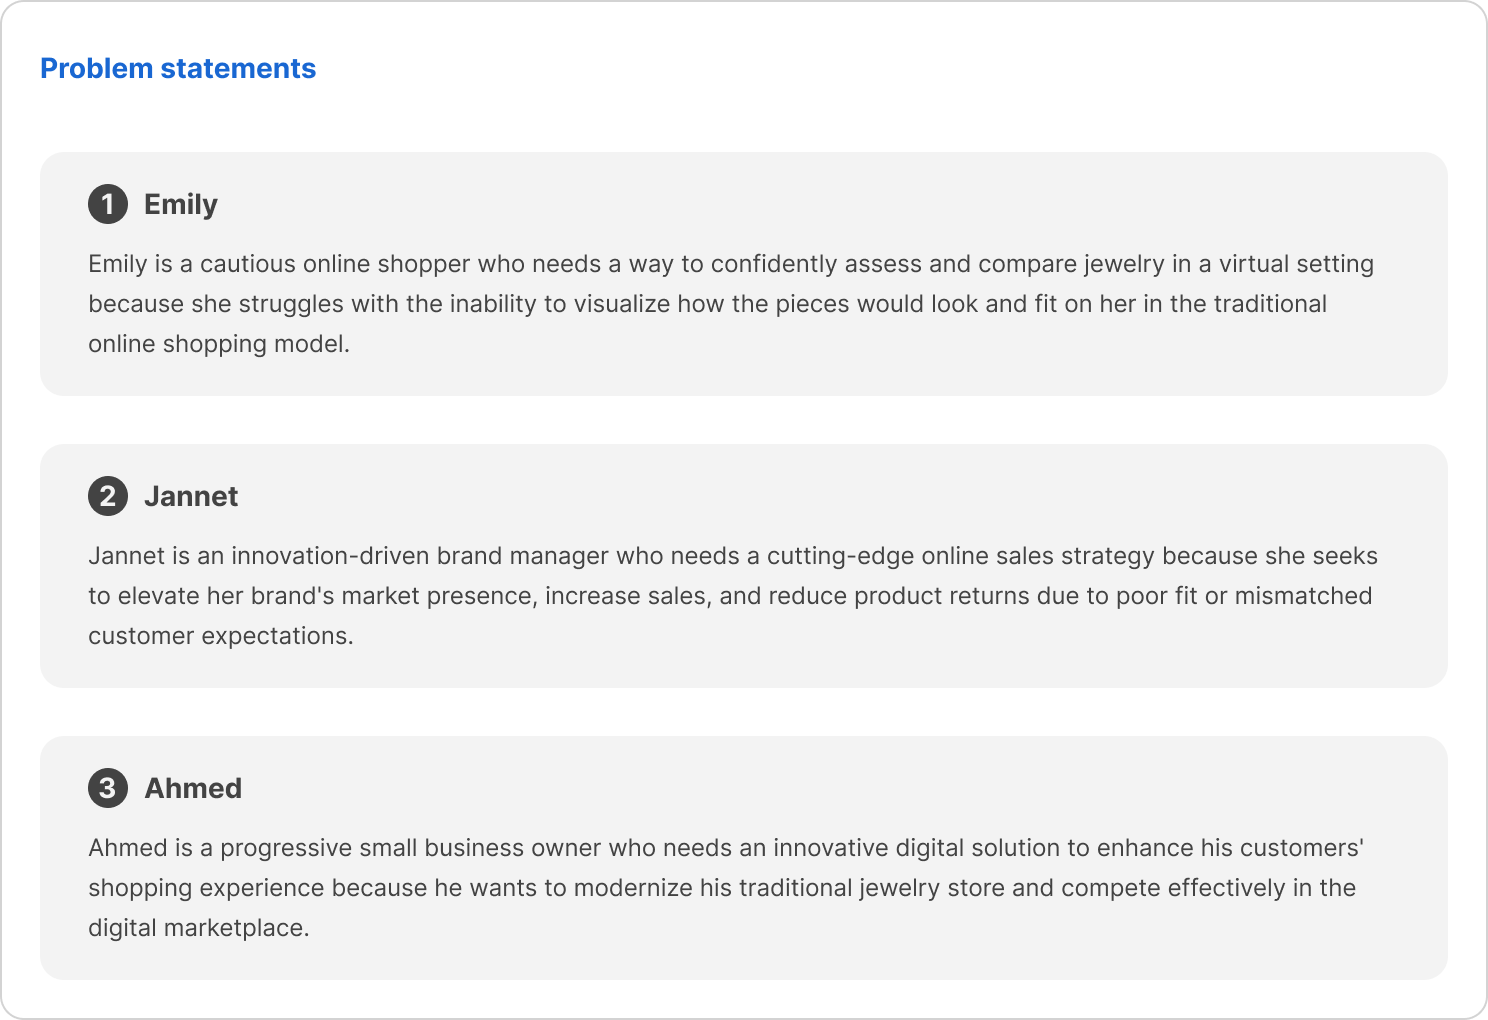 Problem statements
1 Emily
Emily is a cautious online shopper who needs a way to confidently assess and compare jewelry in a virtual setting
because she struggles with the inability to visualize how the pieces would look and fit on her in the traditional
online shopping model.
2 Jannet
Jannet is an innovation-driven brand manager who needs a cutting-edge online sales strategy because she seeks
to elevate her brand's market presence, increase sales, and reduce product returns due to poor fit or mismatched
customer expectations.
3 Ahmed
Ahmed is a progressive small business owner who needs an innovative digital solution to enhance his customers'
shopping experience because he wants to modernize his traditional jewelry store and compete effectively in the
digital marketplace.